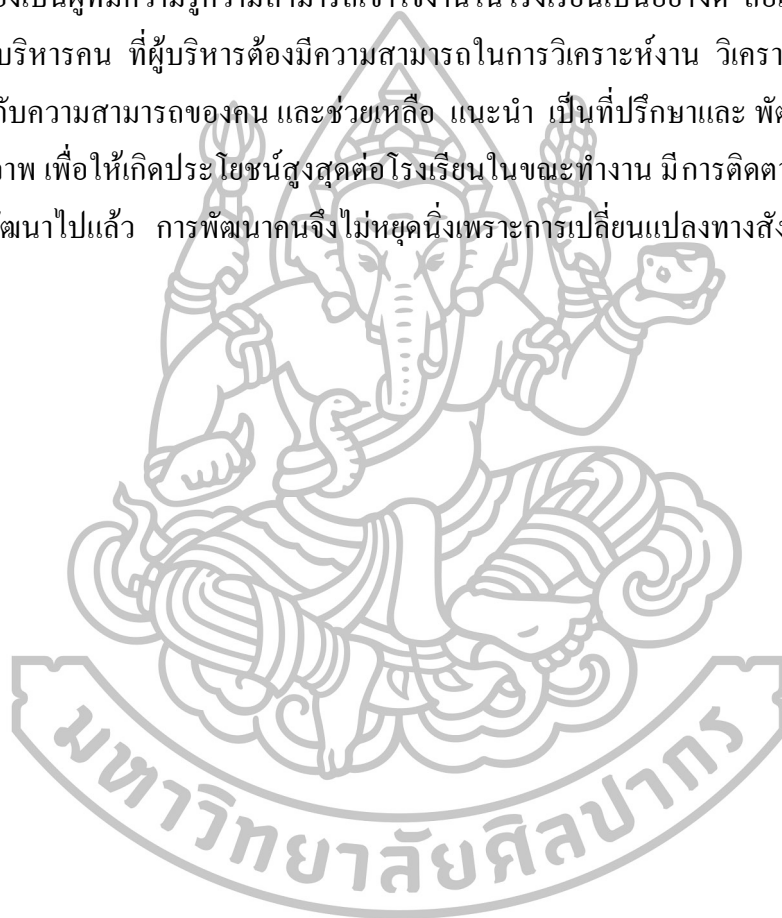 องเป็นผู้ที่มีความรู้ความสามารถเข้าใจงานในโรงเรียนเป็นอย่างดี
บริหารคน ที่ผู้บริหารต้องมีความสามารถในการวิเคราะห์งาน วิเครา
กับความสามารถของคน และช่วยเหลือ แนะนำ เป็นที่ปรึกษาและ พัต
าพ เพื่อให้เกิดประโยชน์สูงสุดต่อโรงเรียนในขณะทำงาน มีการติดตา
ัฒนาไปแล้ว การพัฒนาคนจึงไม่หยุดนิ่งเพราะการเปลี่ยนแปลงทางสัง
มหาวิทยาลัยศิลปากร